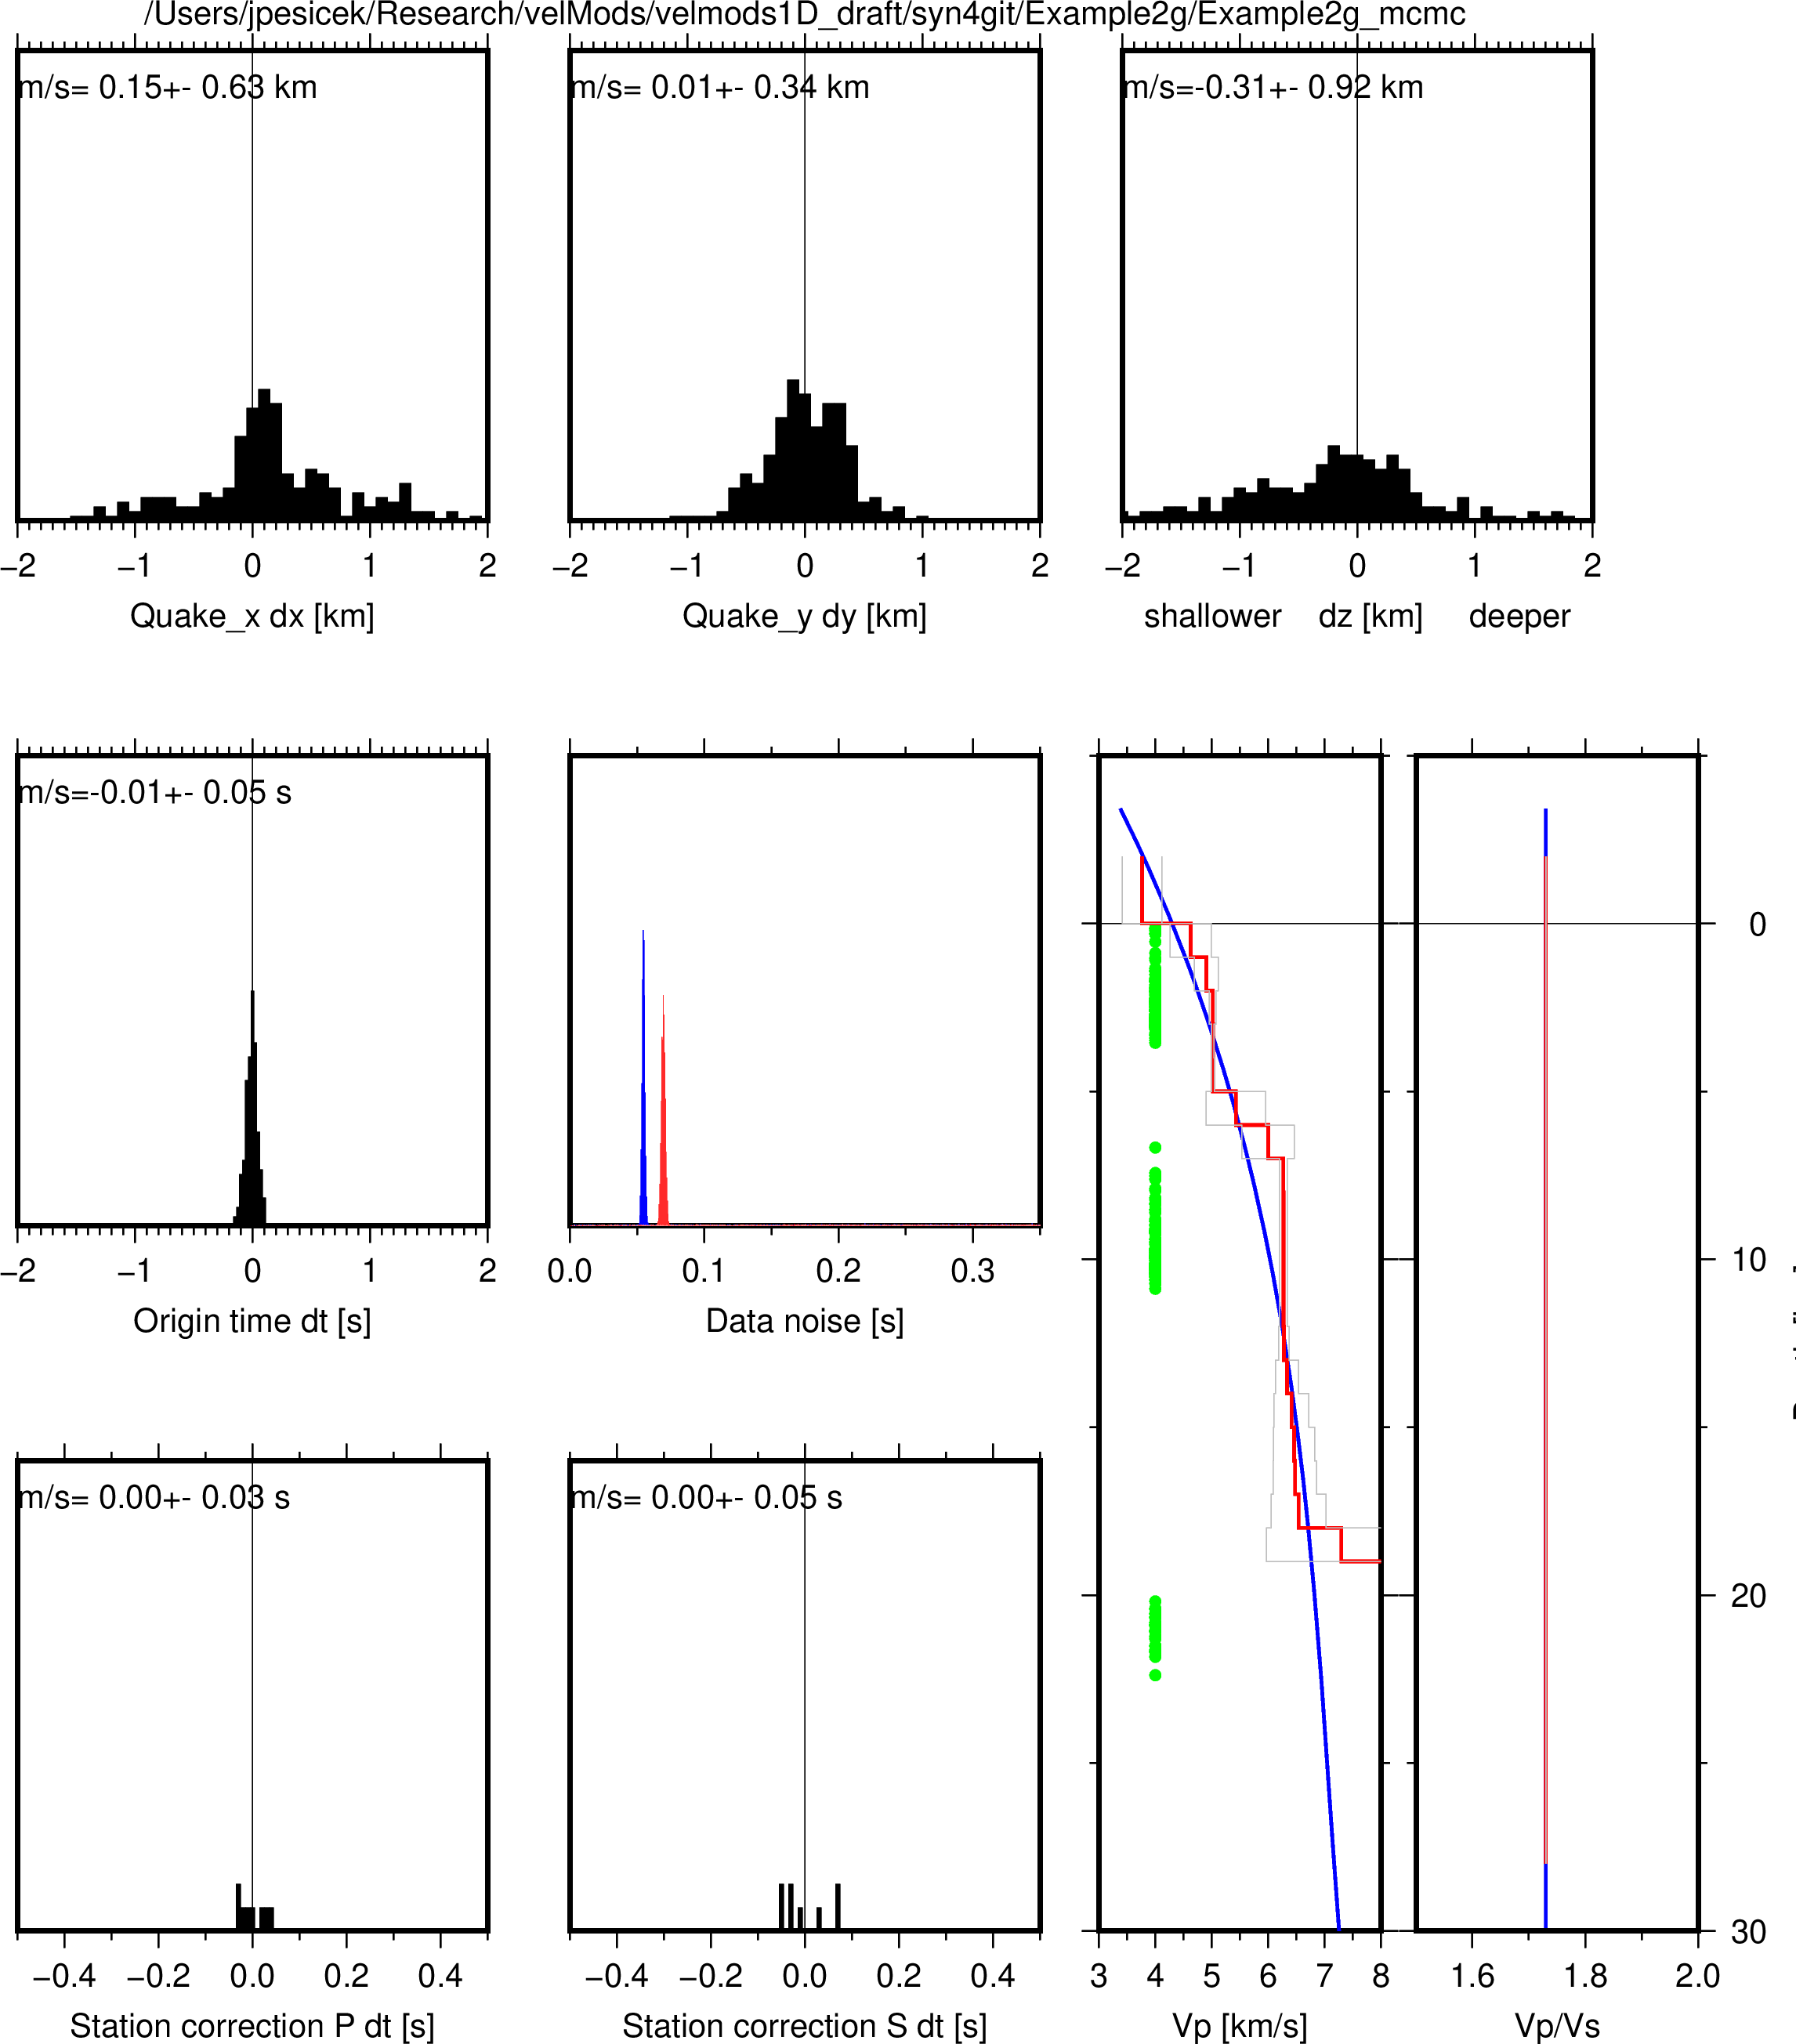 /Users/jpesicek/Research/velMods/velmods1D_draft/syn4git/Example2g/Example2g_mcmc
m/s= 0.15+- 0.63 km
m/s= 0.01+- 0.34 km
m/s=-0.31+- 0.92 km
−2 −1 0 1 2
−2 −1 0 1 2
−2 −1 0 1 2
Quake_x dx [km]
Quake_y dy [km]
shallower dz [km] deeper
m/s=-0.01+- 0.05 s
0
10
20
30
−2 −1 0 1 2
0.0 0.1 0.2 0.3
Origin time dt [s]
Data noise [s]
m/s= 0.00+- 0.03 s
m/s= 0.00+- 0.05 s
−0.4 −0.2 0.0 0.2 0.4
−0.4 −0.2 0.0 0.2 0.4
3 4 5 6 7 8
1.6 1.8 2.0
Station correction P dt [s]
Station correction S dt [s]
Vp [km/s]
Vp/Vs